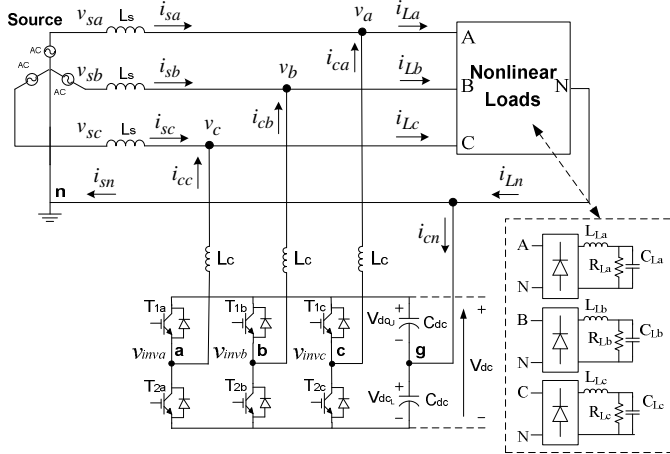 Source
v_sa
L_s
i_sa
v_a
i_La
A
AC
i_ca
AC
v_sb
L_s
i_sb
v_b
i_Lb
B
Nonlinear
Loads
N
AC
i_cb
v_sc
L_s
i_sc
v_c
i_Lc
C
i_cc
n
i_sn
i_Ln
i_cn
L_c
L_c
L_c
T_1a
T_1b
T_1c
+
V_dcU
C_dc
−
v_inva
a
v_invb
b
v_invc
c
g
T_2a
T_2b
T_2c
+
V_dcL
C_dc
−
+
V_dc
−
A
L_La
R_La
C_La
N
B
L_Lb
R_Lb
C_Lb
N
C
L_Lc
R_Lc
C_Lc
N